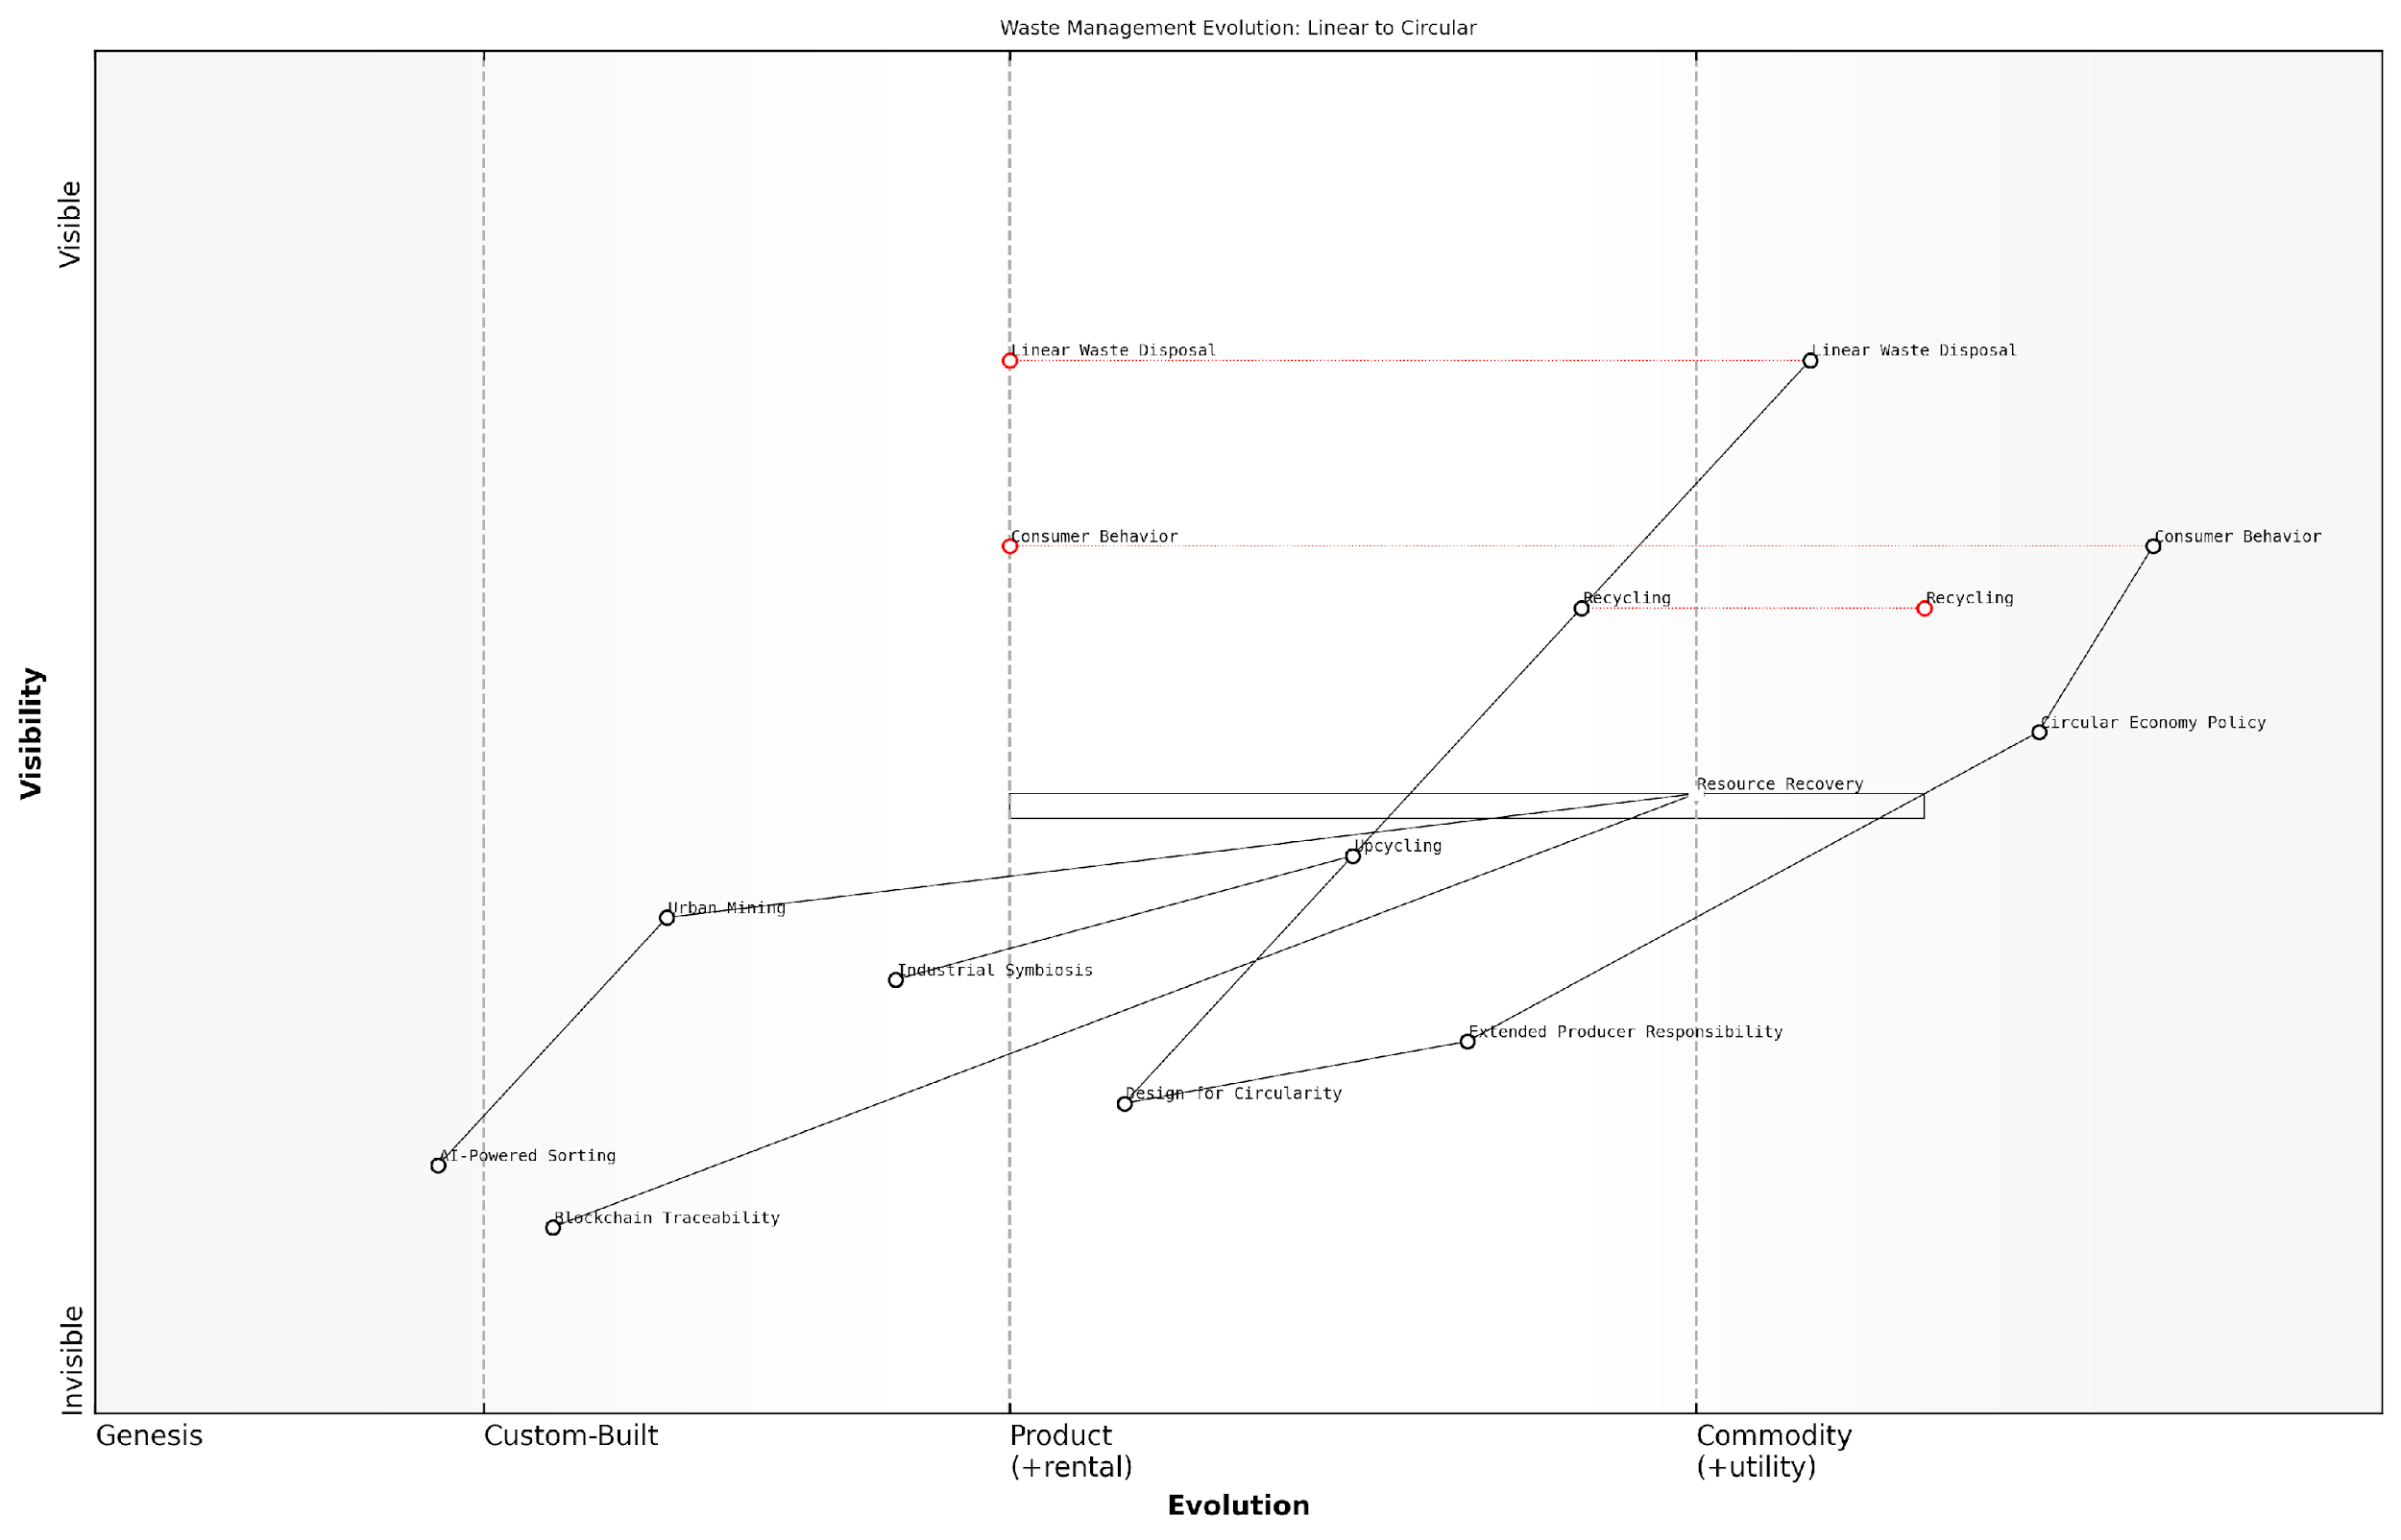 Waste Management Evolution: Linear to Circular
Visible
Linear Waste Disposal
Linear Waste Disposal
Consumer Behavior
Consumer Behavior
Recycling
Recycling
Circular Economy Policy
Visibility
Resource Recovery
Upcycling
Urban Mining
Industrial Symbiosis
Extended Producer Responsibility
Design for Circularity
AI-Powered Sorting
Blockchain Traceability
Invisible
Genesis
Custom-Built
Product
(+rental)
Commodity
(+utility)
Evolution